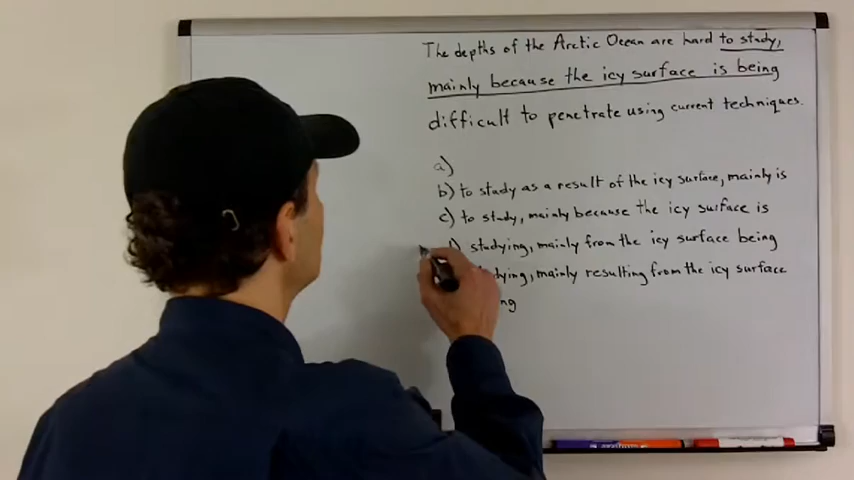 The depths of the Arctic Ocean are hard to study,
mainly because the icy surface is being
difficult to penetrate using current techniques.
a)
b) to study as a result of the icy surface, mainly is
c) to study, mainly because the icy surface is
studying, mainly from the icy surface being
mainly resulting from the icy surface